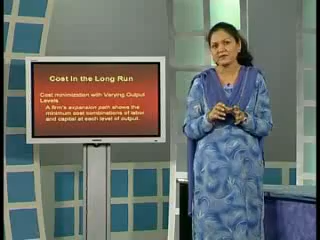 Cost in the Long Run
Cost minimization with Varying Output
Levels
A firm's expansion path shows the
minimum cost combinations of labor
and capital at each level of output.